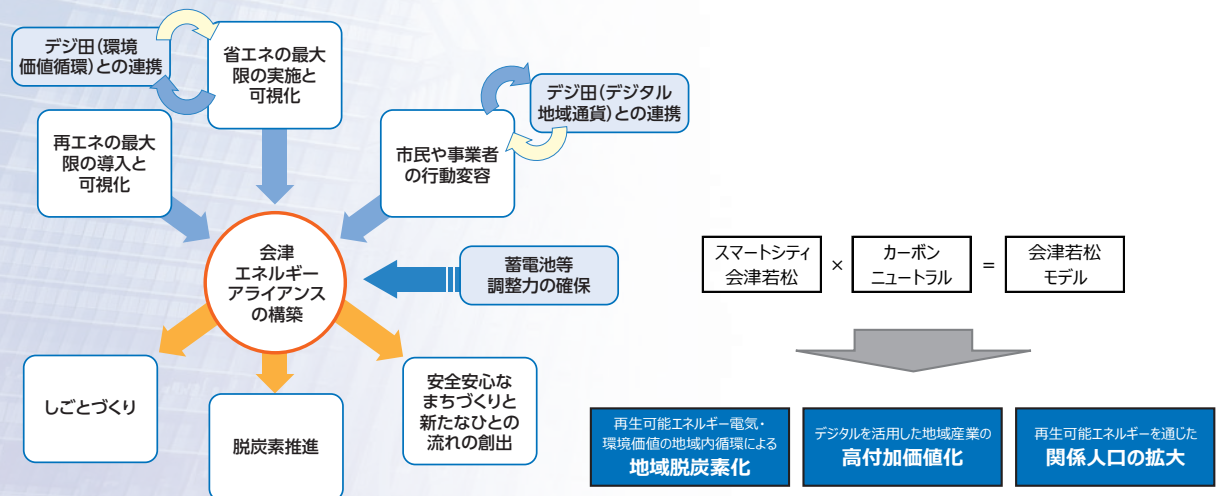 デジ田（環境
価値循環）との連携
省エネの最大
限の実施と
可視化
デジ田（デジタル
地域通貨）との連携
再エネの最大
限の導入と
可視化
市民や事業者
の行動変容
会津
エネルギー
アライアンス
の構築
蓄電池等
調整力の確保
しごとづくり
脱炭素推進
安全安心な
まちづくりと
新たなひとの
流れの創出
スマートシティ
会津若松
×
カーボン
ニュートラル
=
会津若松
モデル
再生可能エネルギー電気・
環境価値の地域内循環による
地域脱炭素化
デジタルを活用した地域産業の
高付加価値化
再生可能エネルギーを通じた
関係人口の拡大